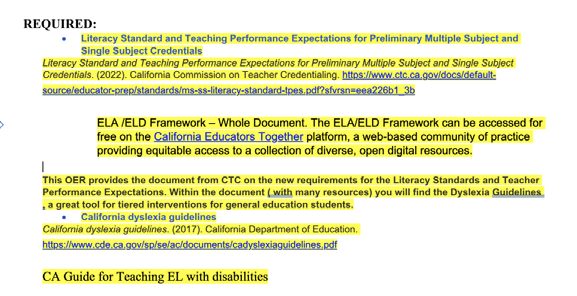 REQUIRED:
• Literacy Standard and Teaching Performance Expectations for Preliminary Multiple Subject and
Single Subject Credentials
Literacy Standard and Teaching Performance Expectations for Preliminary Multiple Subject and Single Subject
Credentials. (2022). California Commission on Teacher Credentialing. https://www.ctc.ca.gov/docs/default-
source/educator-prep/standards/ms-ss-literacy-standard-tpes.pdf?sfvrsn=eea226b1_3b
ELA /ELD Framework – Whole Document. The ELA/ELD Framework can be accessed for
free on the California Educators Together platform, a web-based community of practice
providing equitable access to a collection of diverse, open digital resources.
This OER provides the document from CTC on the new requirements for the Literacy Standards and Teacher
Performance Expectations. Within the document ( with many resources) you will find the Dyslexia Guidelines
, a great tool for tiered interventions for general education students.
• California dyslexia guidelines
California dyslexia guidelines. (2017). California Department of Education.
https://www.cde.ca.gov/sp/se/ac/documents/cadyslexiaguidelines.pdf
CA Guide for Teaching EL with disabilities